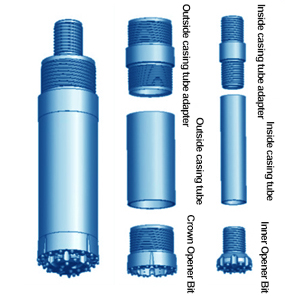 Outside casing tube adapter
Inside casing tube adapter
Outside casing tube
Inside casing tube
Crown Opener Bit
Inner Opener Bit